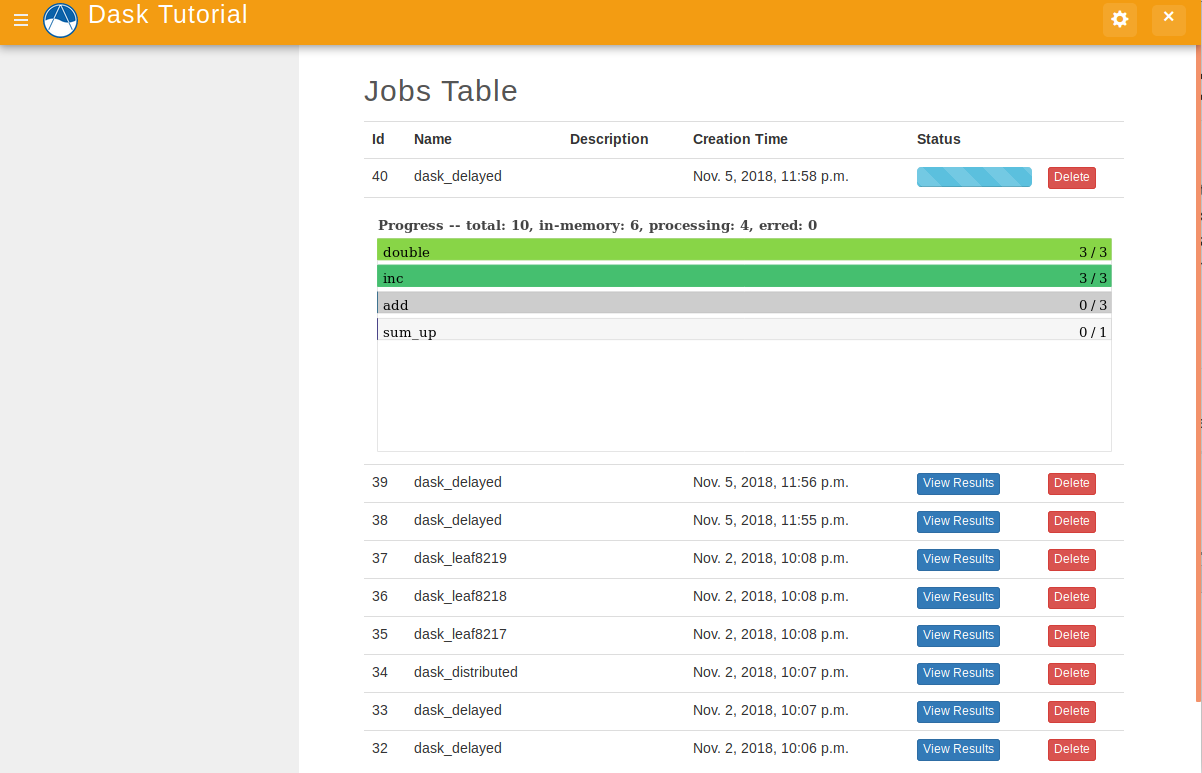 Dask Tutorial
Jobs Table
Id Name Description Creation Time Status
40 dask_delayed Nov. 5, 2018, 11:58 p.m. Delete
Progress -- total: 10, in-memory: 6, processing: 4, erred: 0
double 3 / 3
inc 3 / 3
add 0 / 3
sum_up 0 / 1
39 dask_delayed Nov. 5, 2018, 11:56 p.m. View Results Delete
38 dask_delayed Nov. 5, 2018, 11:55 p.m. View Results Delete
37 dask_leaf8219 Nov. 2, 2018, 10:08 p.m. View Results Delete
36 dask_leaf8218 Nov. 2, 2018, 10:08 p.m. View Results Delete
35 dask_leaf8217 Nov. 2, 2018, 10:08 p.m. View Results Delete
34 dask_distributed Nov. 2, 2018, 10:07 p.m. View Results Delete
33 dask_delayed Nov. 2, 2018, 10:07 p.m. View Results Delete
32 dask_delayed Nov. 2, 2018, 10:06 p.m. View Results Delete